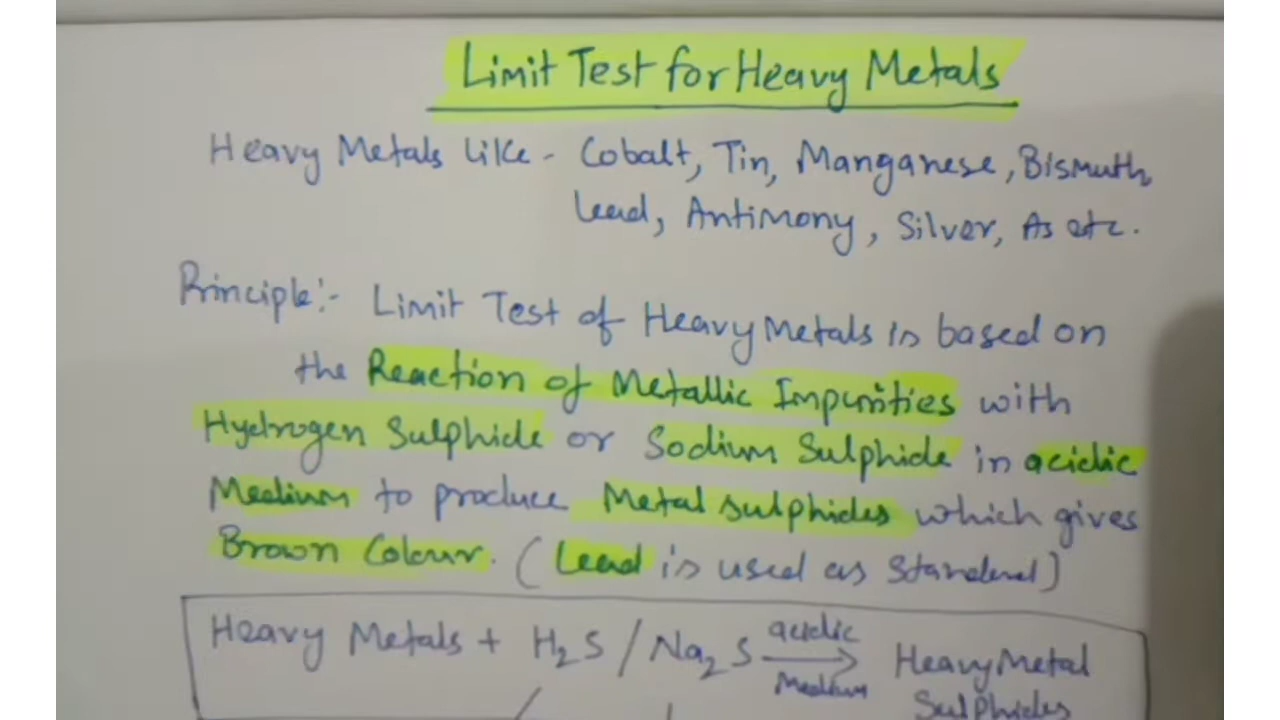 Limit Test for Heavy Metals
Heavy Metals like - Cobalt, Tin, Manganese, Bismuth,
Lead, Antimony, Silver, As etc.
Principle:- Limit Test of Heavy Metals is based on
the Reaction of Metallic Impurities with
Hydrogen Sulphide or Sodium Sulphide in acidic
Medium to produce Metal sulphides which gives
Brown Colour. (Lead is used as standard)
Heavy Metals + H₂S / Na₂S acidic Medium → Heavy Metal
Sulphides